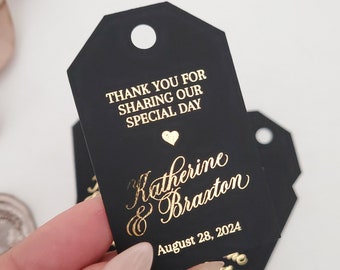 THANK YOU FOR
SHARING OUR
SPECIAL DAY
Katherine
& Braxton
August 28, 2024